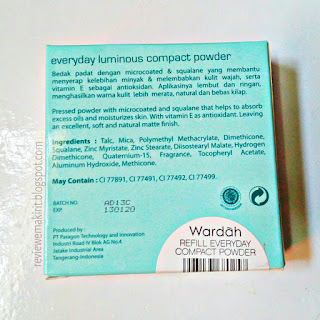 everyday luminous compact powder
Bedak padat dengan microcoated & squalane yang membantu
menyerap kelebihan minyak & melembabkan kulit wajah, serta
vitamin E sebagai antioksidan. Aplikasinya lembut dan ringan,
menghasilkan warna kulit lebih merata, natural dan bebas kilap.
Pressed powder with microcoated and squalane that helps to absorb
excess oils and moisturizes skin. With vitamin E as antioxidant. Leaving
an excellent, soft and natural matte finish.
Ingredients : Talc, Mica, Polymethyl Methacrylate, Dimethicone,
Squalane, Zinc Myristate, Zinc Stearate, Diisostearyl Malate, Hydrogen
Dimethicone, Quaternium-15, Fragrance, Tocopheryl Acetate,
Aluminum Hydroxide, Methicone.
May Contain : CI 77891, CI 77491, CI 77492, CI 77499.
BATCH NO. AD13C
EXP. 130120
Produced by :
PT Paragon Technology and Innovation
Industri Road IV Blok AG No.4
Jatake Industrial Area
Tangerang-Indonesia
Wardah
REFILL EVERYDAY
COMPACT POWDER
reviewemakirit.blogspot.com